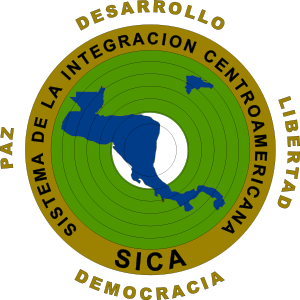 DESARROLLO
PAZ
LIBERTAD
SISTEMA DE LA INTEGRACION CENTROAMERICANA
SICA
DEMOCRACIA